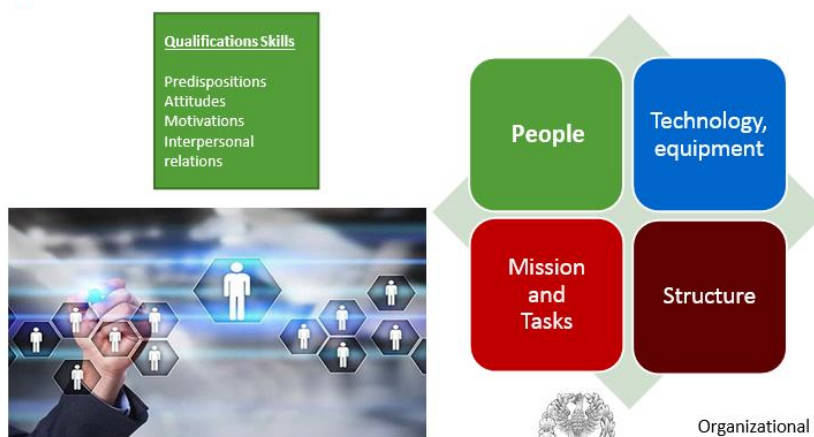 Qualifications Skills
Predispositions
Attitudes
Motivations
Interpersonal
relations
People
Technology,
equipment
Mission
and
Tasks
Structure
Organizational